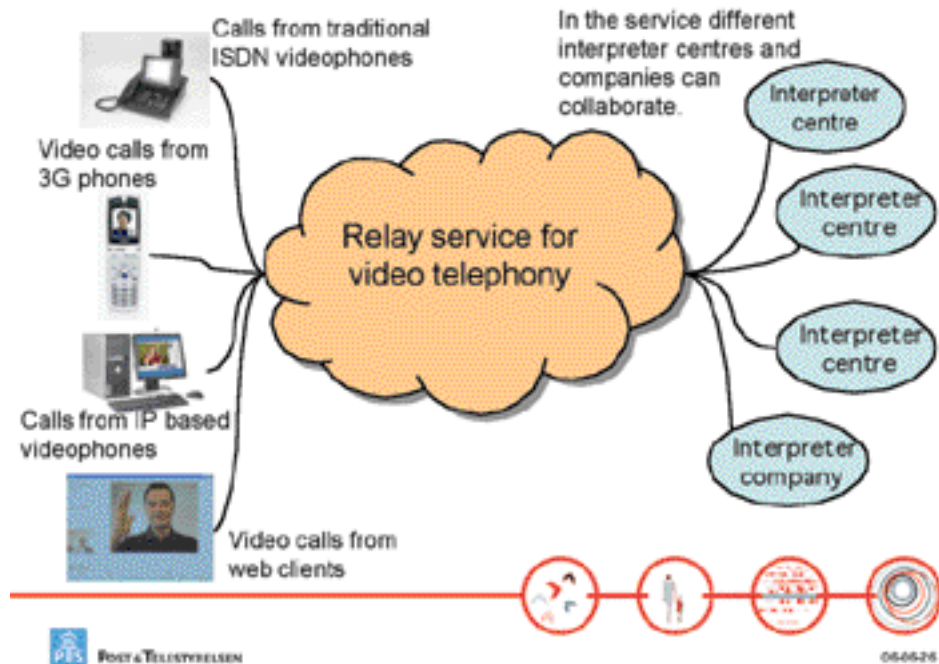 Calls from traditional
ISDN videophones
In the service different
interpreter centres and
companies can
collaborate.
Interpreter
centre
Video calls from
3G phones
Interpreter
centre
Relay service for
video telephony
Interpreter
centre
Calls from IP based
videophones
Interpreter
company
Video calls from
web clients
PTS
POST & TELESTYRELSEN